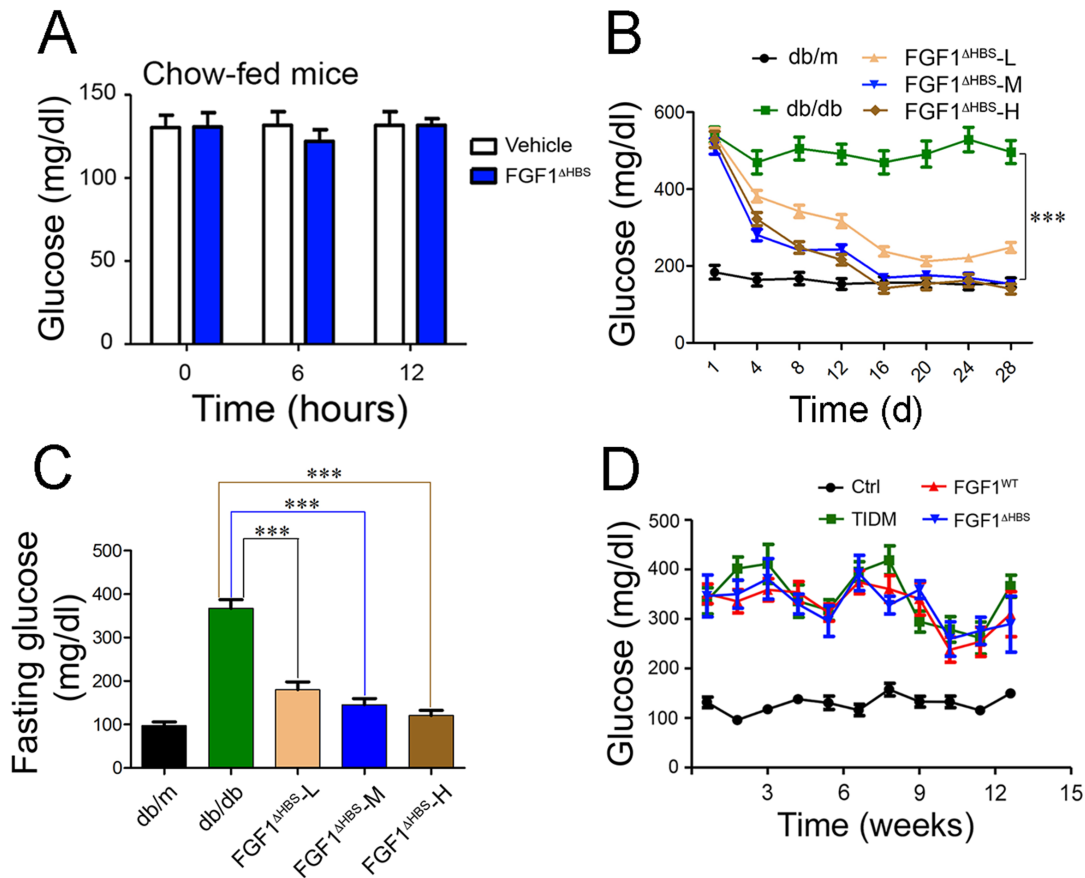 A
Chow-fed mice
Glucose (mg/dl)
150
100
50
0
0 6 12
Time (hours)
Vehicle
FGF1ΔHBS
B
db/m
db/db
FGF1ΔHBS-L
FGF1ΔHBS-M
FGF1ΔHBS-H
Glucose (mg/dl)
600
400
200
0
***
1 4 8 12 16 20 24 28
Time (d)
C
Fasting glucose
(mg/dl)
500
400
300
200
100
0
***
***
***
db/m
db/db
FGF1ΔHBS-L
FGF1ΔHBS-M
FGF1ΔHBS-H
D
Ctrl
TIDM
FGF1WT
FGF1ΔHBS
Glucose (mg/dl)
500
400
300
200
100
0
3 6 9 12 15
Time (weeks)